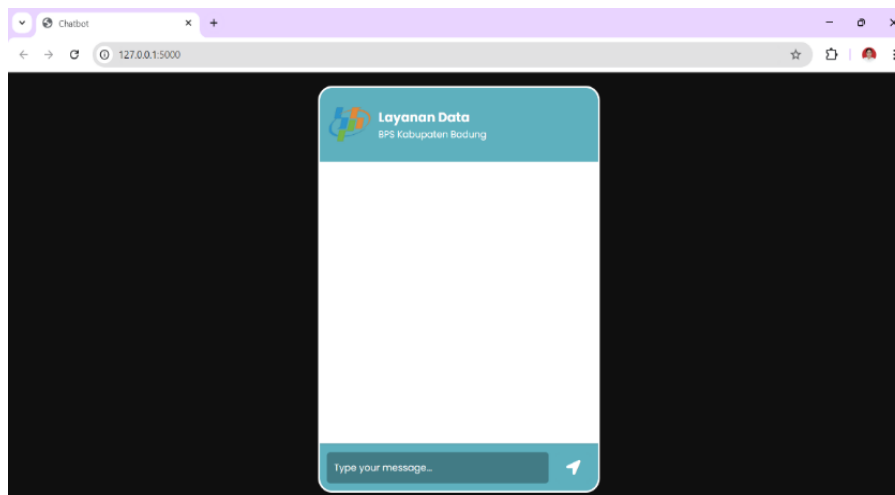 Chatbot
127.0.0.1:5000
Layanan Data
BPS Kabupaten Badung
Type your message...